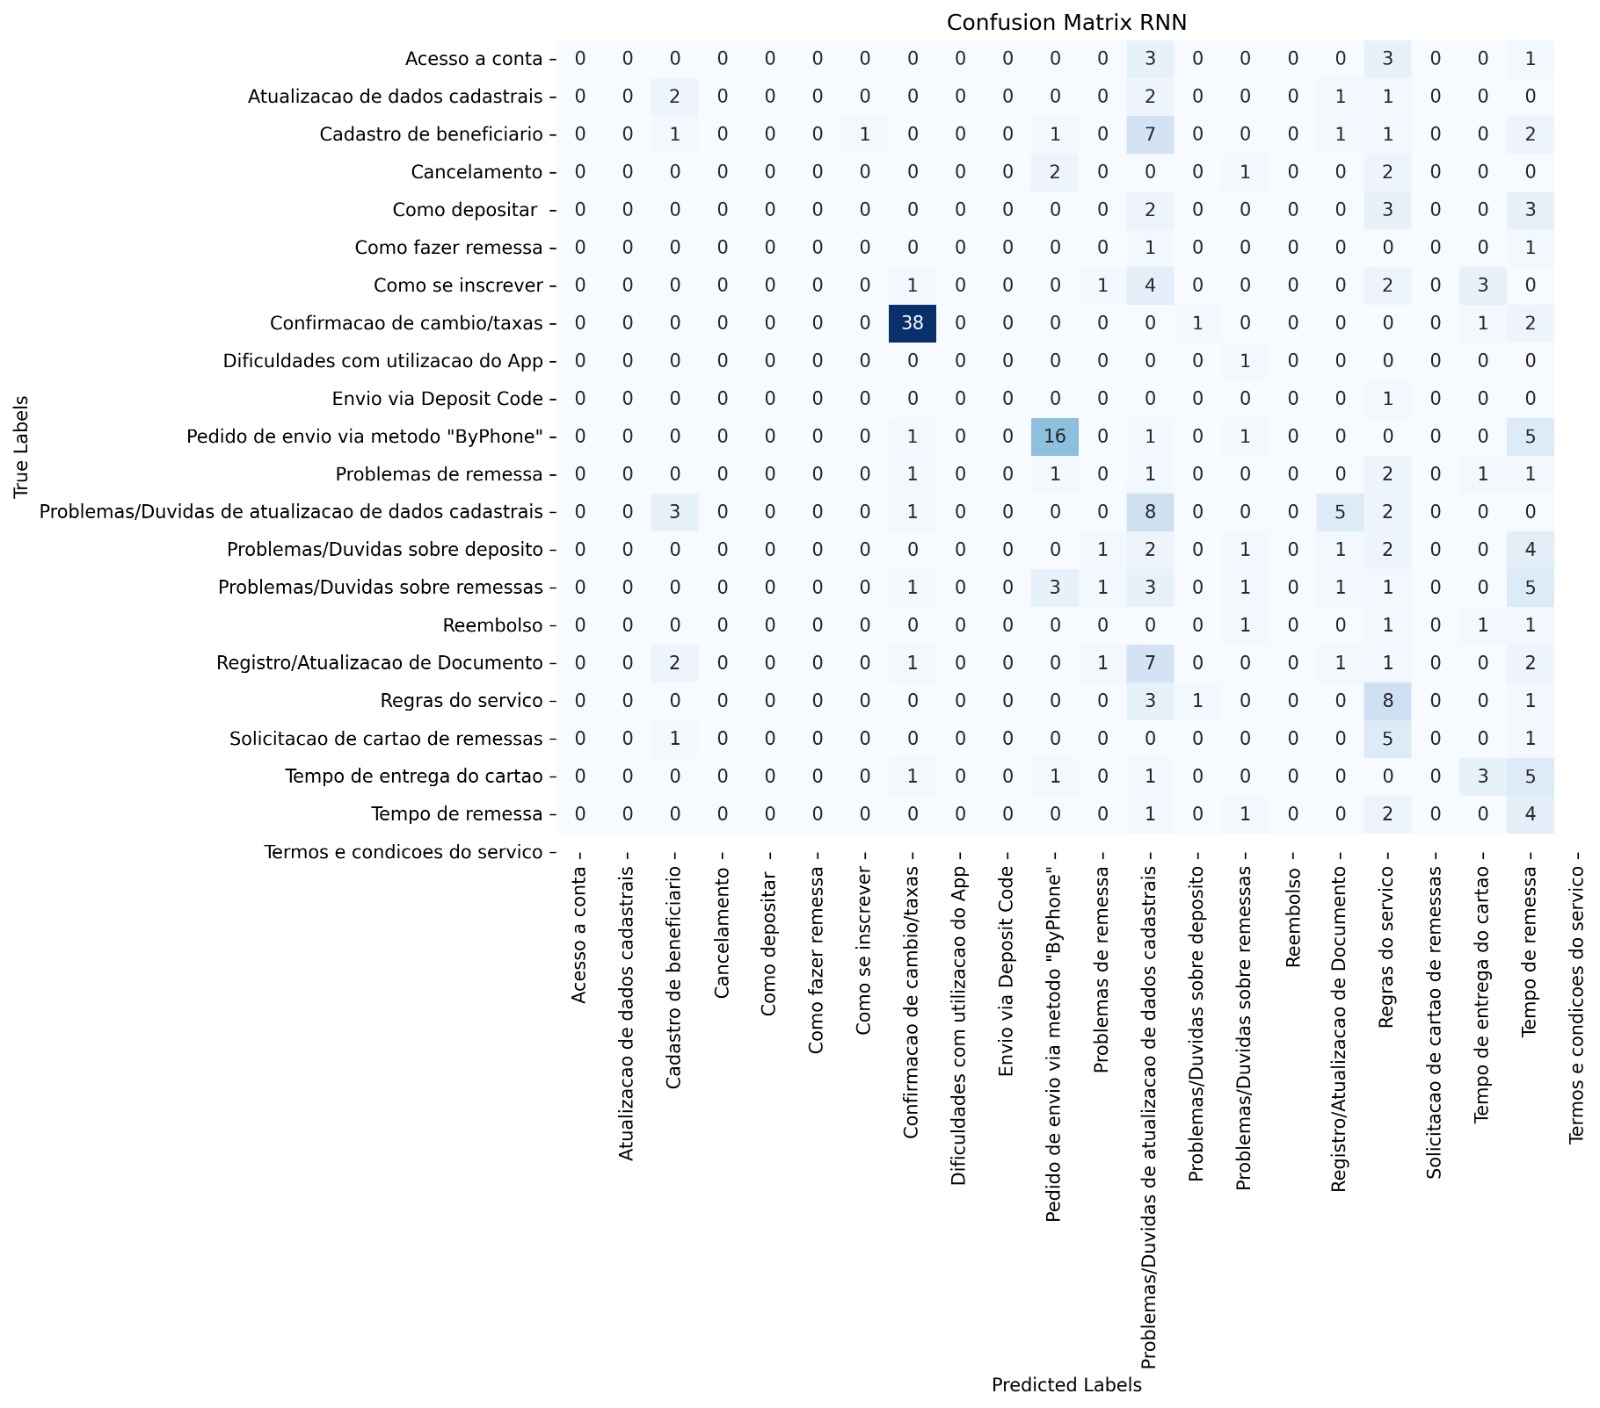 Confusion Matrix RNN
True Labels
Acesso a conta 0 0 0 0 0 0 0 0 0 0 0 0 3 0 0 0 0 3 0 0 1
Atualizacao de dados cadastrais 0 0 2 0 0 0 0 0 0 0 0 0 2 0 0 0 1 1 0 0 0
Cadastro de beneficiario 0 0 1 0 0 0 1 0 0 0 1 0 7 0 0 0 1 1 0 0 2
Cancelamento 0 0 0 0 0 0 0 0 0 0 2 0 0 0 1 0 0 2 0 0 0
Como depositar 0 0 0 0 0 0 0 0 0 0 0 0 2 0 0 0 0 3 0 0 3
Como fazer remessa 0 0 0 0 0 0 0 0 0 0 0 0 1 0 0 0 0 0 0 0 1
Como se inscrever 0 0 0 0 0 0 0 1 0 0 0 1 4 0 0 0 0 2 0 3 0
Confirmacao de cambio/taxas 0 0 0 0 0 0 0 38 0 0 0 0 0 1 0 0 0 0 0 1 2
Dificuldades com utilizacao do App 0 0 0 0 0 0 0 0 0 0 0 0 0 0 1 0 0 0 0 0 0
Envio via Deposit Code 0 0 0 0 0 0 0 0 0 0 0 0 0 0 0 0 0 1 0 0 0
Pedido de envio via metodo "ByPhone" 0 0 0 0 0 0 0 1 0 0 16 0 1 0 1 0 0 0 0 0 5
Problemas de remessa 0 0 0 0 0 0 0 1 0 0 1 0 1 0 0 0 0 2 0 1 1
Problemas/Duvidas de atualizacao de dados cadastrais 0 0 3 0 0 0 0 1 0 0 0 0 8 0 0 0 5 2 0 0 0
Problemas/Duvidas sobre deposito 0 0 0 0 0 0 0 0 0 0 0 1 2 0 1 0 1 2 0 0 4
Problemas/Duvidas sobre remessas 0 0 0 0 0 0 0 1 0 0 3 1 3 0 1 0 1 1 0 0 5
Reembolso 0 0 0 0 0 0 0 0 0 0 0 0 0 0 1 0 0 1 0 1 1
Registro/Atualizacao de Documento 0 0 2 0 0 0 0 1 0 0 0 1 7 0 0 0 1 1 0 0 2
Regras do servico 0 0 0 0 0 0 0 0 0 0 0 0 3 1 0 0 0 8 0 0 1
Solicitacao de cartao de remessas 0 0 1 0 0 0 0 0 0 0 0 0 0 0 0 0 0 5 0 0 1
Tempo de entrega do cartao 0 0 0 0 0 0 0 1 0 0 1 0 1 0 0 0 0 0 0 3 5
Tempo de remessa 0 0 0 0 0 0 0 0 0 0 0 0 1 0 1 0 0 2 0 0 4
Termos e condicoes do servico
Acesso a conta
Atualizacao de dados cadastrais
Cadastro de beneficiario
Cancelamento
Como depositar
Como fazer remessa
Como se inscrever
Confirmacao de cambio/taxas
Dificuldades com utilizacao do App
Envio via Deposit Code
Pedido de envio via metodo "ByPhone"
Problemas de remessa
Problemas/Duvidas de atualizacao de dados cadastrais
Problemas/Duvidas sobre deposito
Problemas/Duvidas sobre remessas
Reembolso
Registro/Atualizacao de Documento
Regras do servico
Solicitacao de cartao de remessas
Tempo de entrega do cartao
Tempo de remessa
Termos e condicoes do servico
Predicted Labels